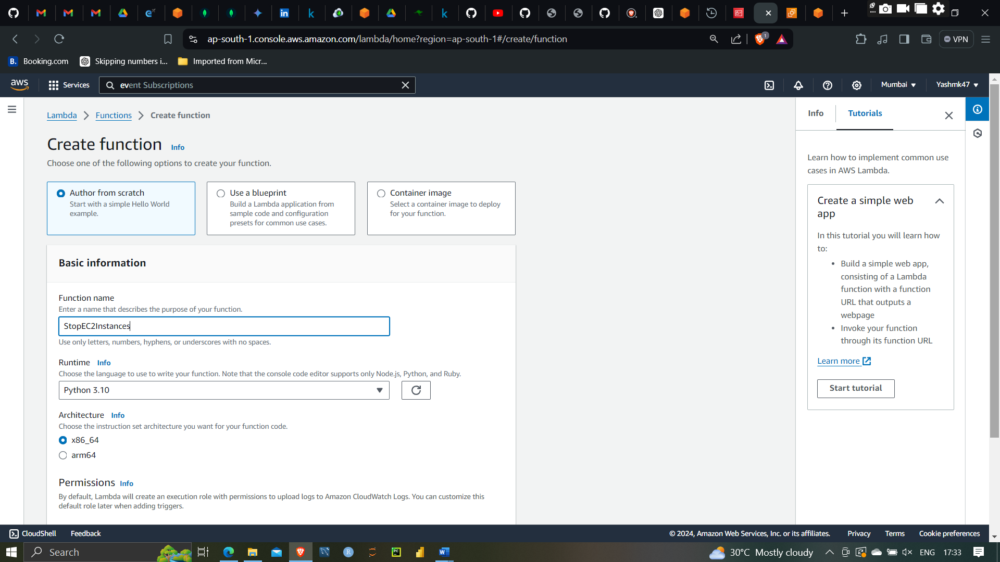 ap-south-1.console.aws.amazon.com/lambda/home?region=ap-south-1#/create/function
1
VPN
B. Booking.com
Skipping numbers i...
Imported from Micr...
aws
Services
event Subscriptions
Mumbai
Yashmk47
Lambda
Functions
Create function
Create function Info
Choose one of the following options to create your function.
Author from scratch
Start with a simple Hello World
example.
Use a blueprint
Build a Lambda application from
sample code and configuration
presets for common use cases.
Container image
Select a container image to deploy
for your function.
Basic information
Function name
Enter a name that describes the purpose of your function.
StopEC2Instances
Use only letters, numbers, hyphens, or underscores with no spaces.
Runtime Info
Choose the language to use to write your function. Note that the console code editor supports only Node.js, Python, and Ruby.
Python 3.10
Architecture Info
Choose the instruction set architecture you want for your function code.
x86_64
arm64
Permissions Info
By default, Lambda will create an execution role with permissions to upload logs to Amazon CloudWatch Logs. You can customize this
default role later when adding triggers.
Info
Tutorials
Learn how to implement common use
cases in AWS Lambda.
Create a simple web
app
In this tutorial you will learn how
to:
• Build a simple web app,
consisting of a Lambda
function with a function
URL that outputs a
webpage
• Invoke your function
through its function URL
Learn more
Start tutorial
CloudShell
Feedback
© 2024, Amazon Web Services, Inc. or its affiliates.
Privacy
Terms
Cookie preferences
Search
30°C Mostly cloudy
ENG
17:33